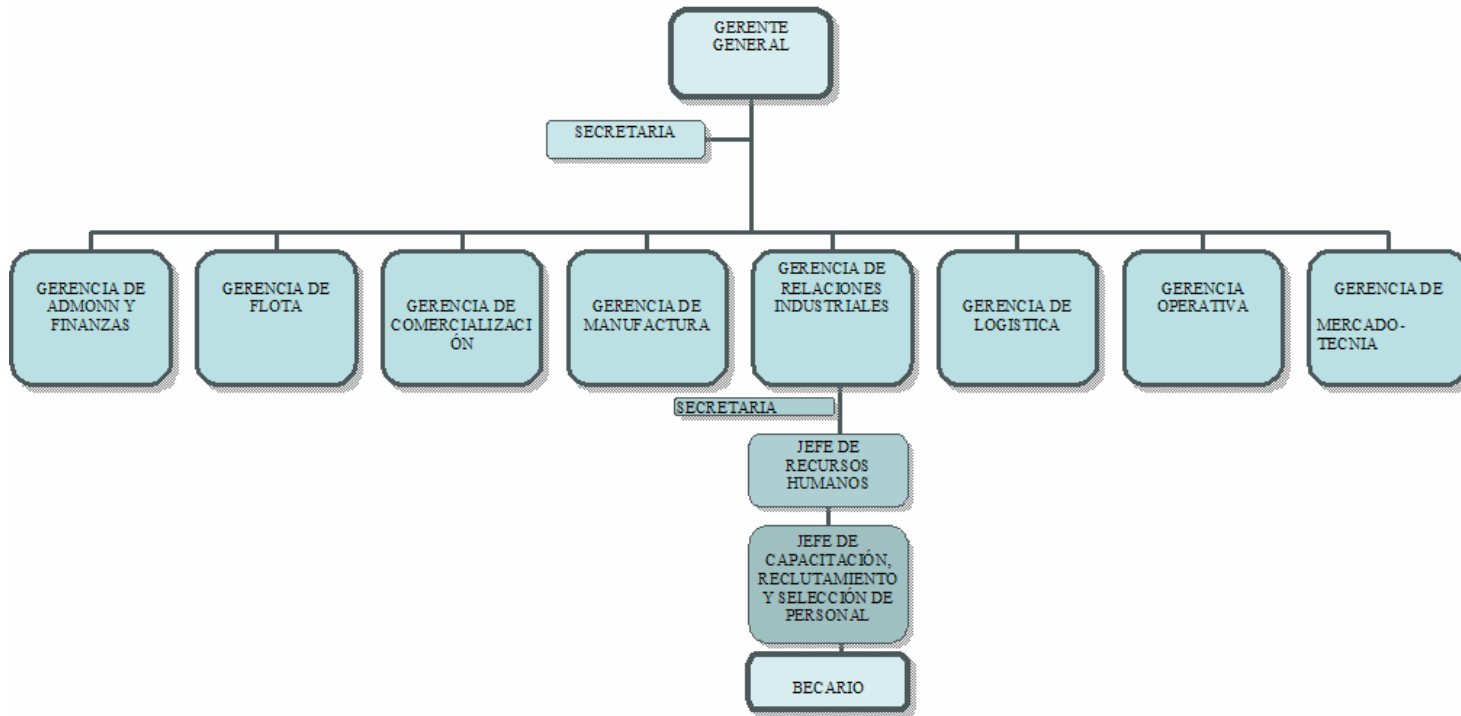 GERENTE
GENERAL
SECRETARIA
GERENCIA DE
ADMONN Y
FINANZAS
GERENCIA DE
FLOTA
GERENCIA DE
COMERCIALIZACI
ÓN
GERENCIA DE
MANUFACTURA
GERENCIA DE
RELACIONES
INDUSTRIALES
GERENCIA DE
LOGISTICA
GERENCIA
OPERATIVA
GERENCIA DE
MERCADO-
TECNIA
SECRETARIA
JEFE DE
RECURSOS
HUMANOS
JEFE DE
CAPACITACIÓN,
RECLUTAMIENTO
Y SELECCIÓN DE
PERSONAL
BECARIO